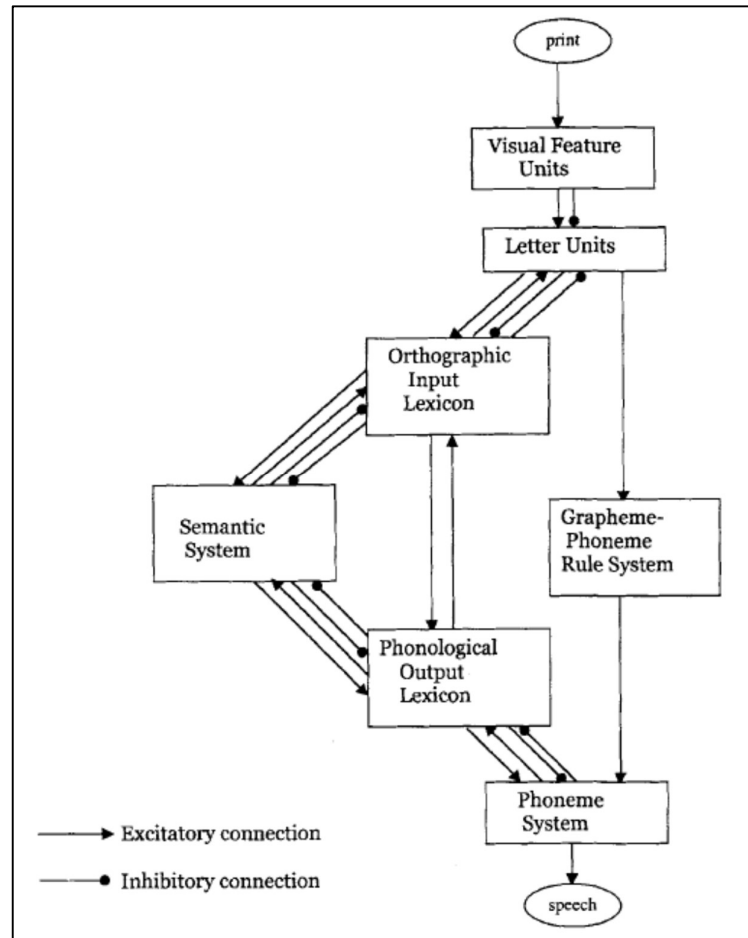 print
Visual Feature
Units
Letter Units
Orthographic
Input
Lexicon
Semantic
System
Grapheme-
Phoneme
Rule System
Phonological
Output
Lexicon
Phoneme
System
Excitatory connection
Inhibitory connection
speech